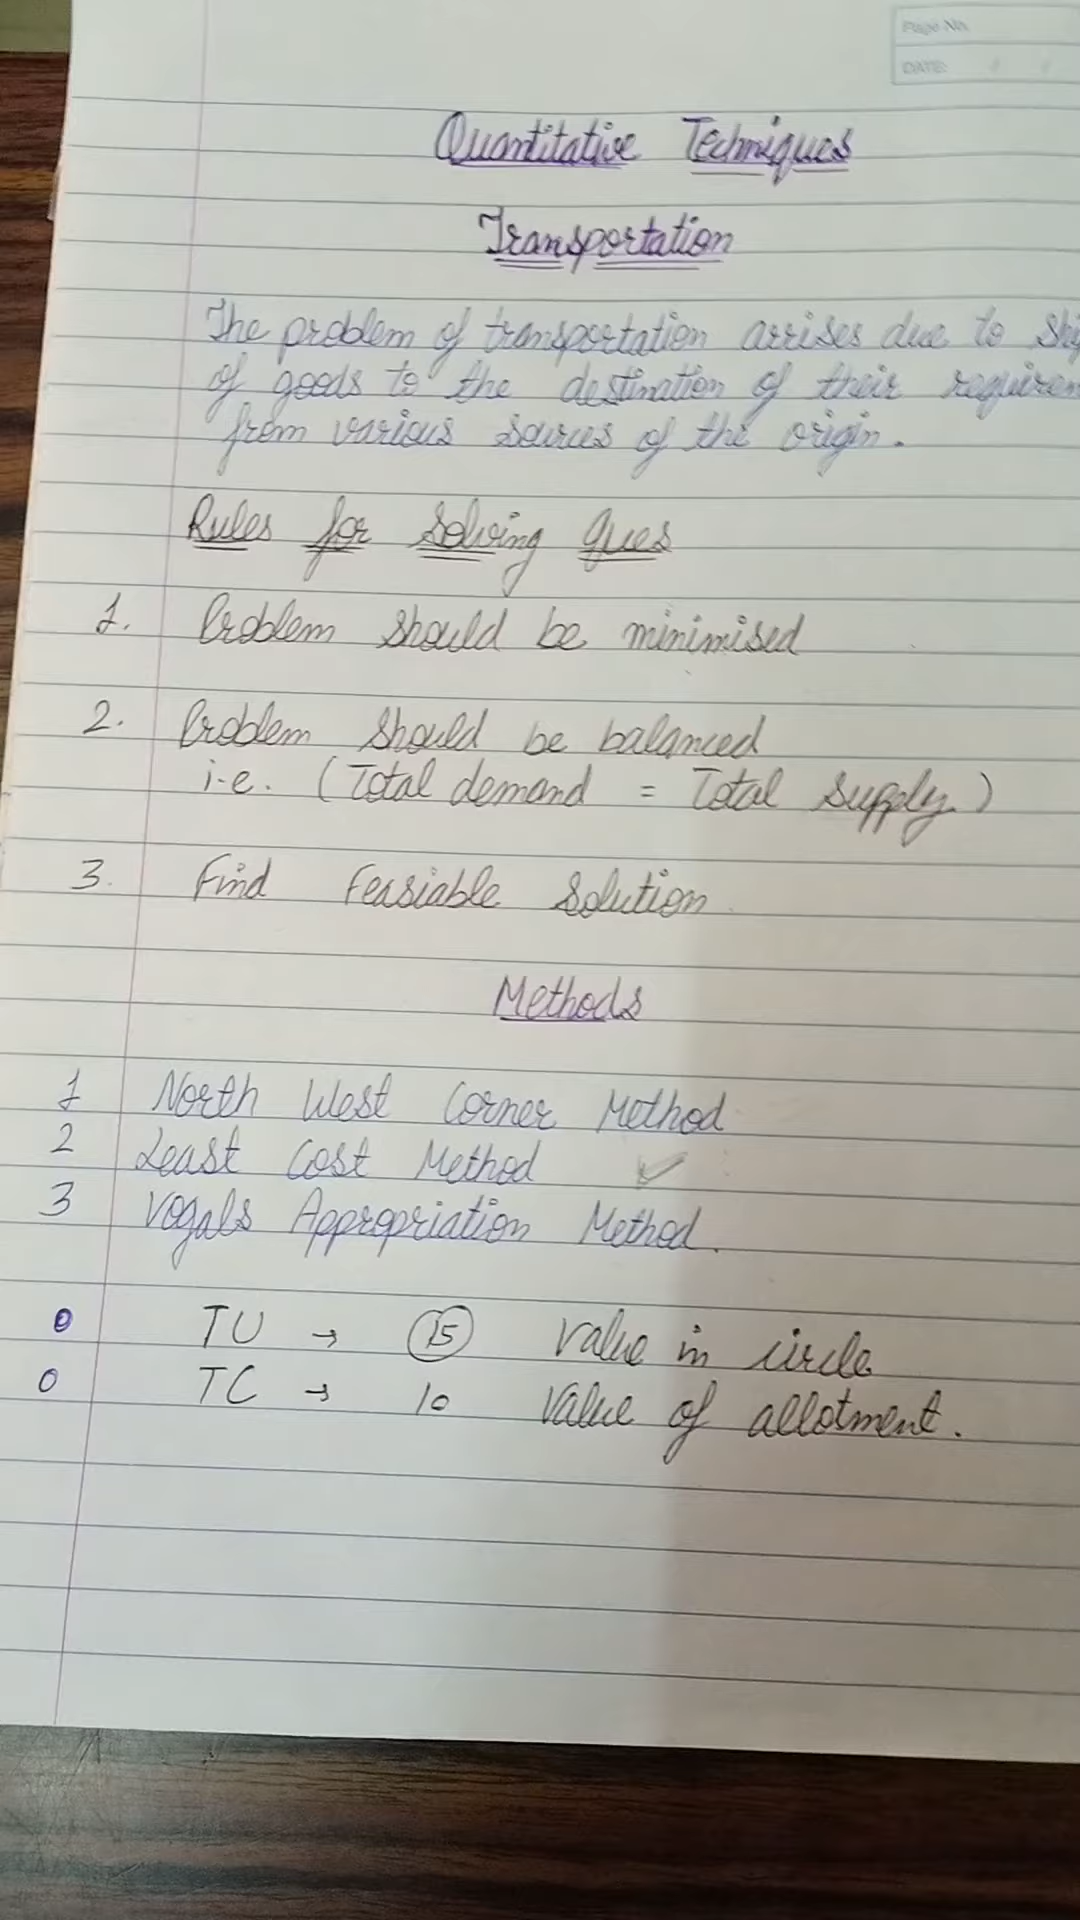 Page No.
DATE:
Quantitative Techniques
Transportation
The problem of transportation arrises due to
of goods to the destination of their
from various sources of the origin.
Rules for Solving Ques
1. Problem should be minimised
2. Problem should be balanced
i.e. (Total demand = Total Supply)
3. Find Feasiable Solution
Methods
1 North West Corner Method
2 Least Cost Method ✓
3 Vogals Appropriation Method.
TU → 15 Value in circle
TC → 10 Value of allotment.